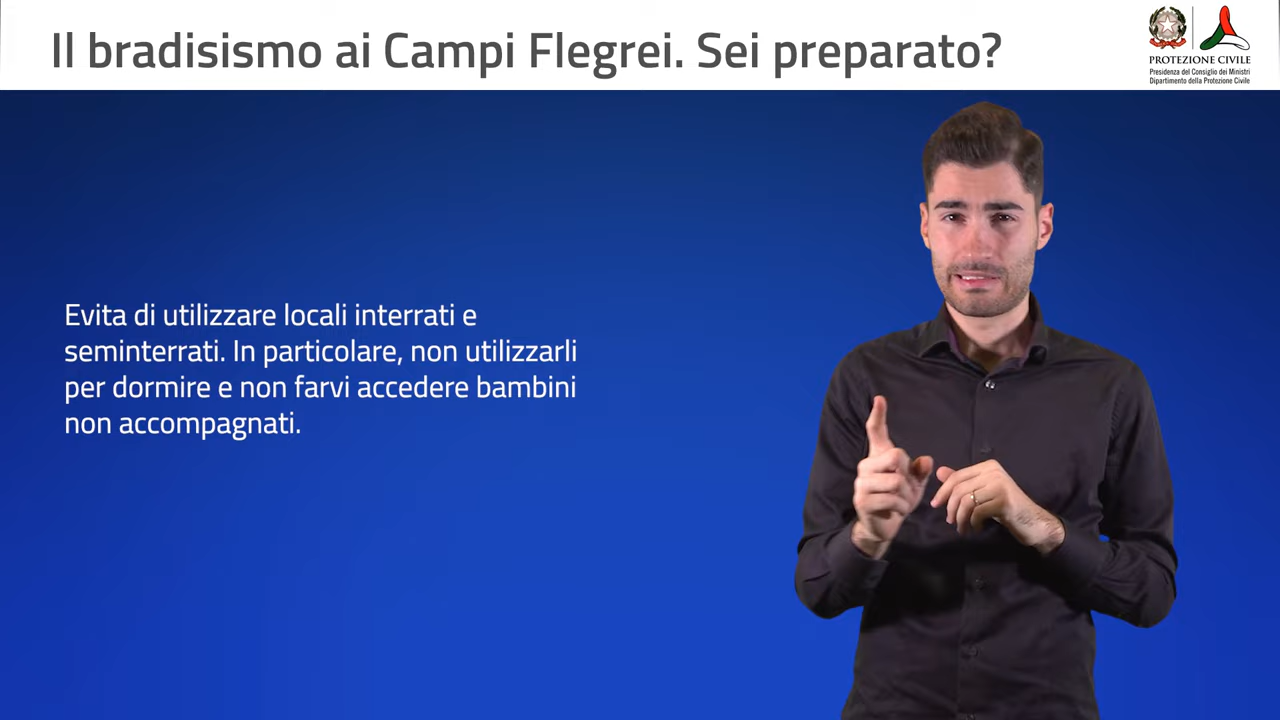 Il bradisismo ai Campi Flegrei. Sei preparato?
PROTEZIONE CIVILE
Presidenza del Consiglio dei Ministri
Dipartimento della Protezione Civile
Evita di utilizzare locali interrati e
seminterrati. In particolare, non utilizzarli
per dormire e non farvi accedere bambini
non accompagnati.